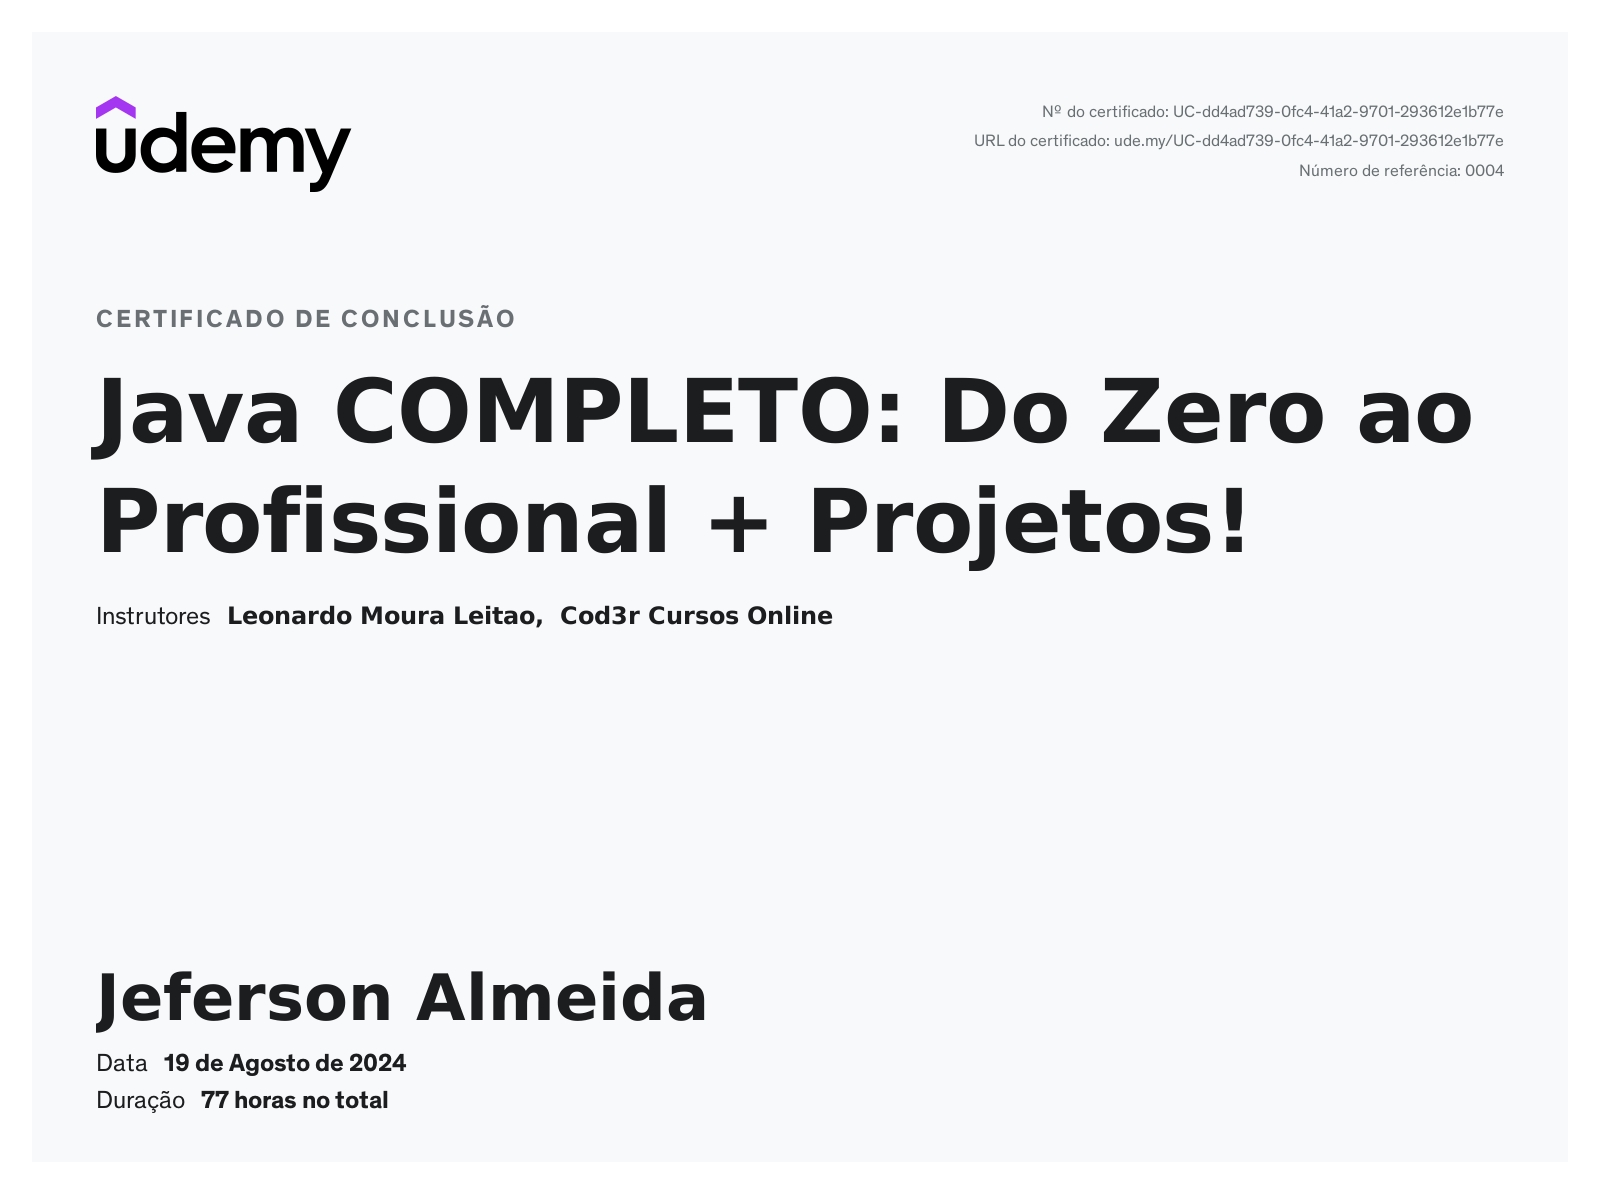 udemy
Nº do certificado: UC-dd4ad739-0fc4-41a2-9701-293612e1b77e
URL do certificado: ude.my/UC-dd4ad739-0fc4-41a2-9701-293612e1b77e
Número de referência: 0004
CERTIFICADO DE CONCLUSÃO
Java COMPLETO: Do Zero ao
Profissional + Projetos!
Instrutores Leonardo Moura Leitao, Cod3r Cursos Online
Jeferson Almeida
Data 19 de Agosto de 2024
Duração 77 horas no total